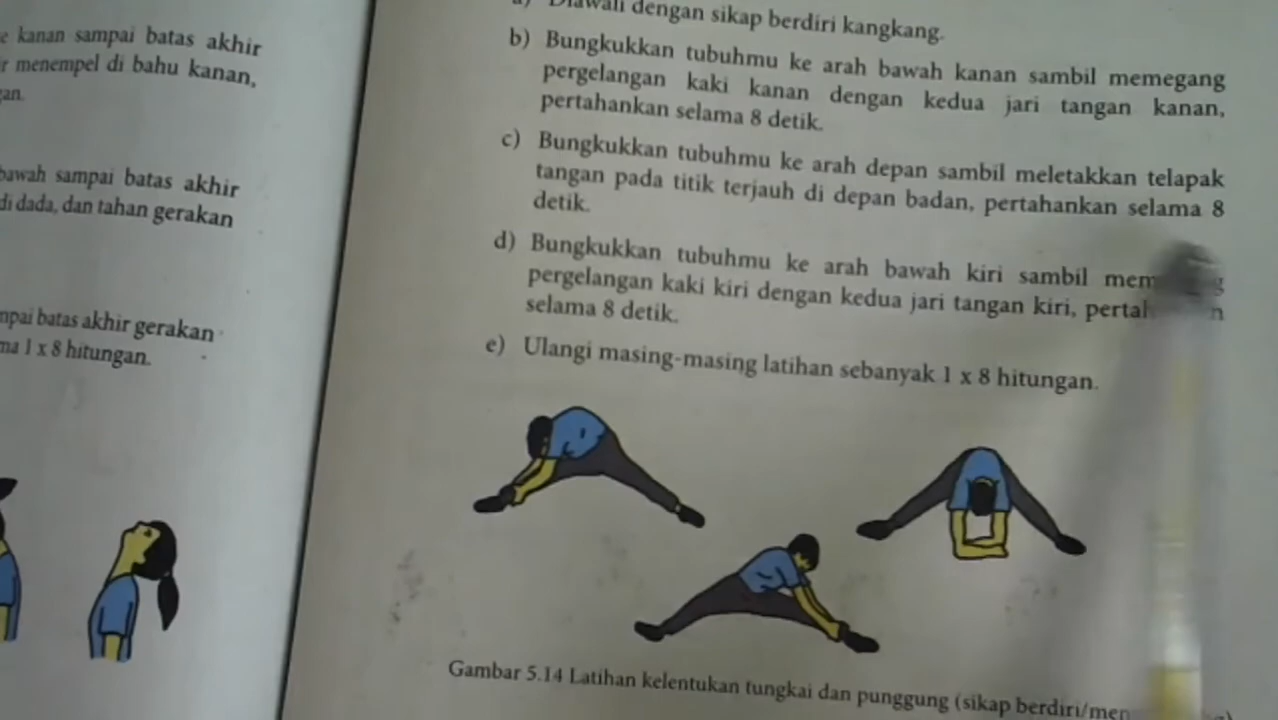 kanan sampai batas akhir
menempel di bahu kanan,
bawah sampai batas akhir
di dada, dan tahan gerakan
batas akhir gerakan
1 x 8 hitungan.
dengan sikap berdiri kangkang.
b) Bungkukkan tubuhmu ke arah bawah kanan sambil memegang
pergelangan kaki kanan dengan kedua jari tangan kanan,
pertahankan selama 8 detik.
c) Bungkukkan tubuhmu ke arah depan sambil meletakkan telapak
tangan pada titik terjauh di depan badan, pertahankan selama 8
detik.
d) Bungkukkan tubuhmu ke arah bawah kiri sambil
pergelangan kaki kiri dengan kedua jari tangan kiri,
selama 8 detik.
e) Ulangi masing-masing latihan sebanyak 1 x 8 hitungan.
Gambar 5.14 Latihan kelentukan tungkai dan punggung (sikap berdiri/